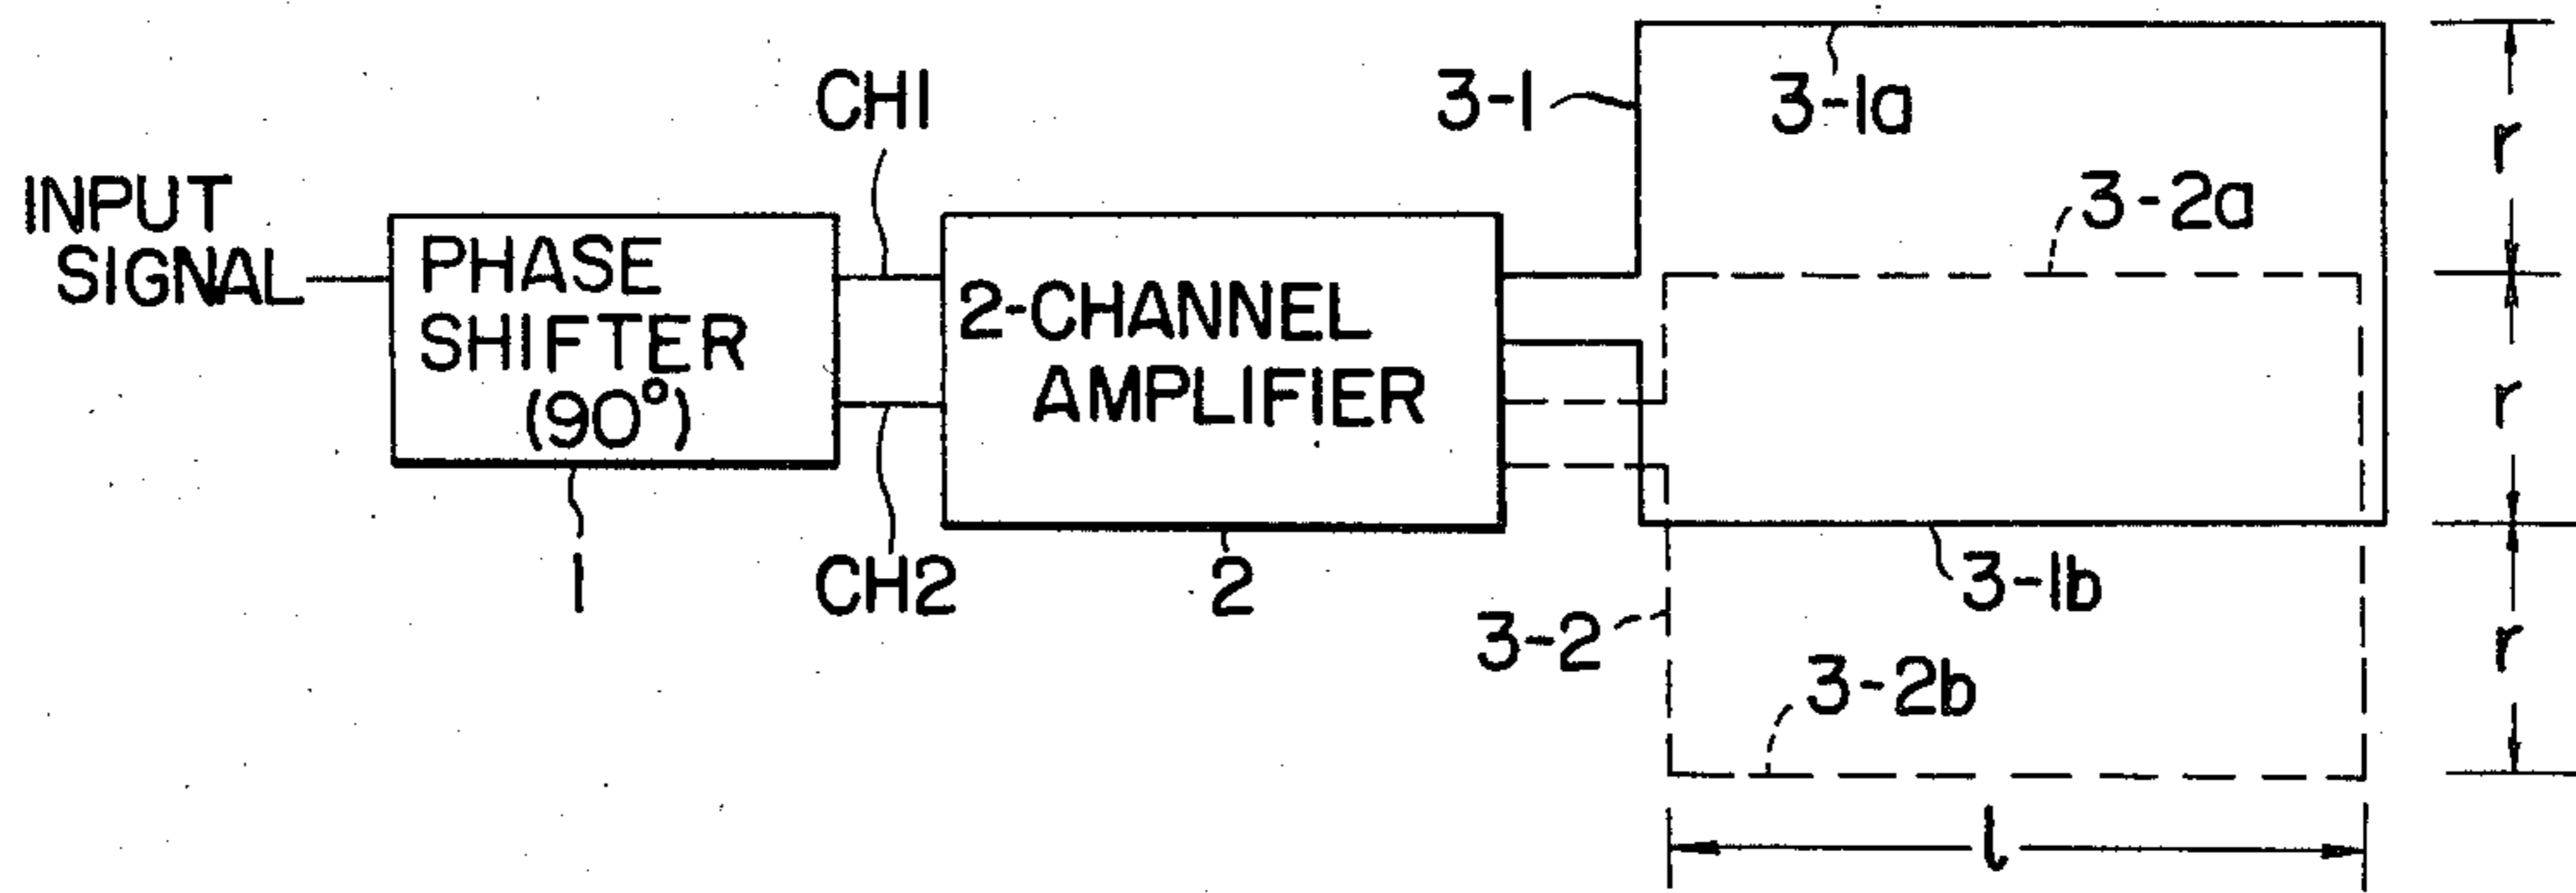 INPUT
SIGNAL
PHASE
SHIFTER
(90°)
1
CH1
CH2
2-CHANNEL
AMPLIFIER
2
3-1
3-1a
3-2a
3-1b
3-2
3-2b
r
r
r
l